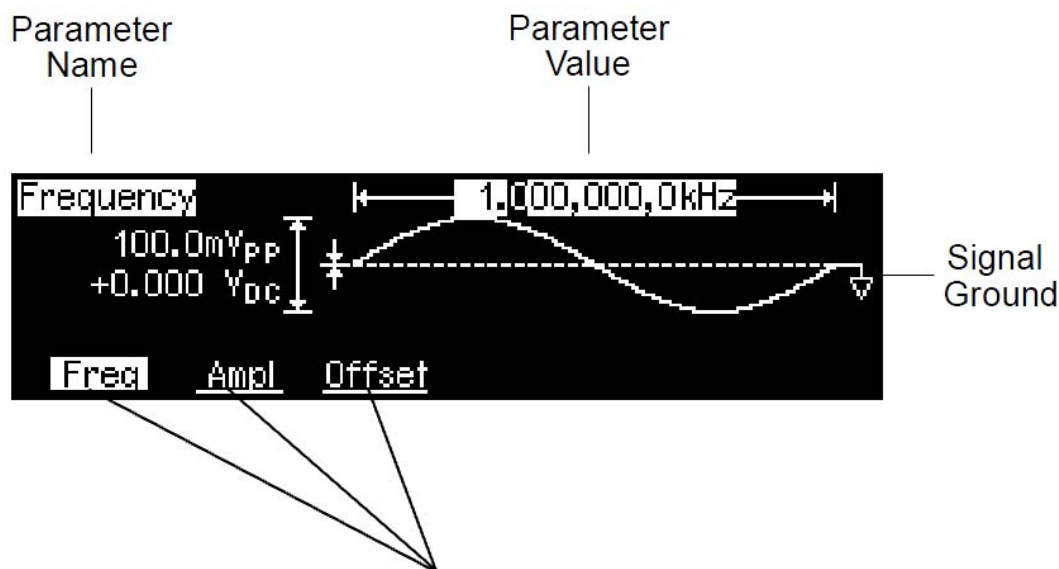 Parameter
Name
Parameter
Value
Frequency
1.000,000,0kHz
100.0mVPP
+0.000 VDC
Signal
Ground
Freq
Ampl
Offset